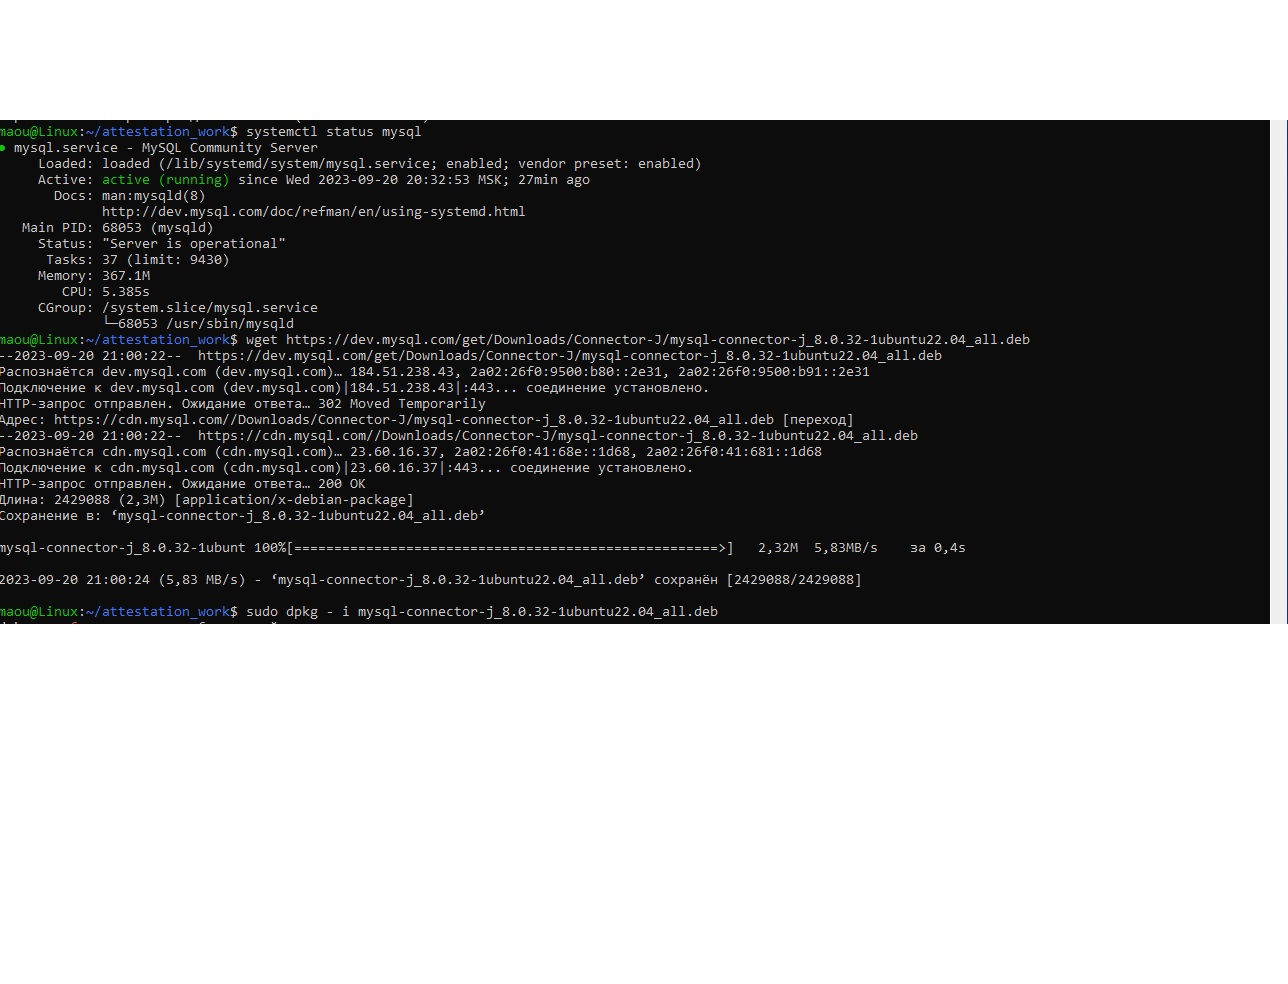 maou@Linux:~/attestation_work$ systemctl status mysql
● mysql.service - MySQL Community Server
Loaded: loaded (/lib/systemd/system/mysql.service; enabled; vendor preset: enabled)
Active: active (running) since Wed 2023-09-20 20:32:53 MSK; 27min ago
Docs: man:mysqld(8)
http://dev.mysql.com/doc/refman/en/using-systemd.html
Main PID: 68053 (mysqld)
Status: "Server is operational"
Tasks: 37 (limit: 9430)
Memory: 367.1M
CPU: 5.385s
CGroup: /system.slice/mysql.service
└─68053 /usr/sbin/mysqld
maou@Linux:~/attestation_work$ wget https://dev.mysql.com/get/Downloads/Connector-J/mysql-connector-j_8.0.32-1ubuntu22.04_all.deb
--2023-09-20 21:00:22--  https://dev.mysql.com/get/Downloads/Connector-J/mysql-connector-j_8.0.32-1ubuntu22.04_all.deb
Распознаётся dev.mysql.com (dev.mysql.com)… 184.51.238.43, 2a02:26f0:9500:b80::2e31, 2a02:26f0:9500:b91::2e31
Подключение к dev.mysql.com (dev.mysql.com)|184.51.238.43|:443... соединение установлено.
HTTP-запрос отправлен. Ожидание ответа… 302 Moved Temporarily
Адрес: https://cdn.mysql.com//Downloads/Connector-J/mysql-connector-j_8.0.32-1ubuntu22.04_all.deb [переход]
--2023-09-20 21:00:22--  https://cdn.mysql.com//Downloads/Connector-J/mysql-connector-j_8.0.32-1ubuntu22.04_all.deb
Распознаётся cdn.mysql.com (cdn.mysql.com)… 23.60.16.37, 2a02:26f0:41:68e::1d68, 2a02:26f0:41:681::1d68
Подключение к cdn.mysql.com (cdn.mysql.com)|23.60.16.37|:443... соединение установлено.
HTTP-запрос отправлен. Ожидание ответа… 200 OK
Длина: 2429088 (2,3M) [application/x-debian-package]
Сохранение в: ‘mysql-connector-j_8.0.32-1ubuntu22.04_all.deb’
mysql-connector-j_8.0.32-1ubunt 100%[=====================================================>]   2,32M  5,83MB/s    за 0,4s
2023-09-20 21:00:24 (5,83 MB/s) - ‘mysql-connector-j_8.0.32-1ubuntu22.04_all.deb’ сохранён [2429088/2429088]
maou@Linux:~/attestation_work$ sudo dpkg - i mysql-connector-j_8.0.32-1ubuntu22.04_all.deb